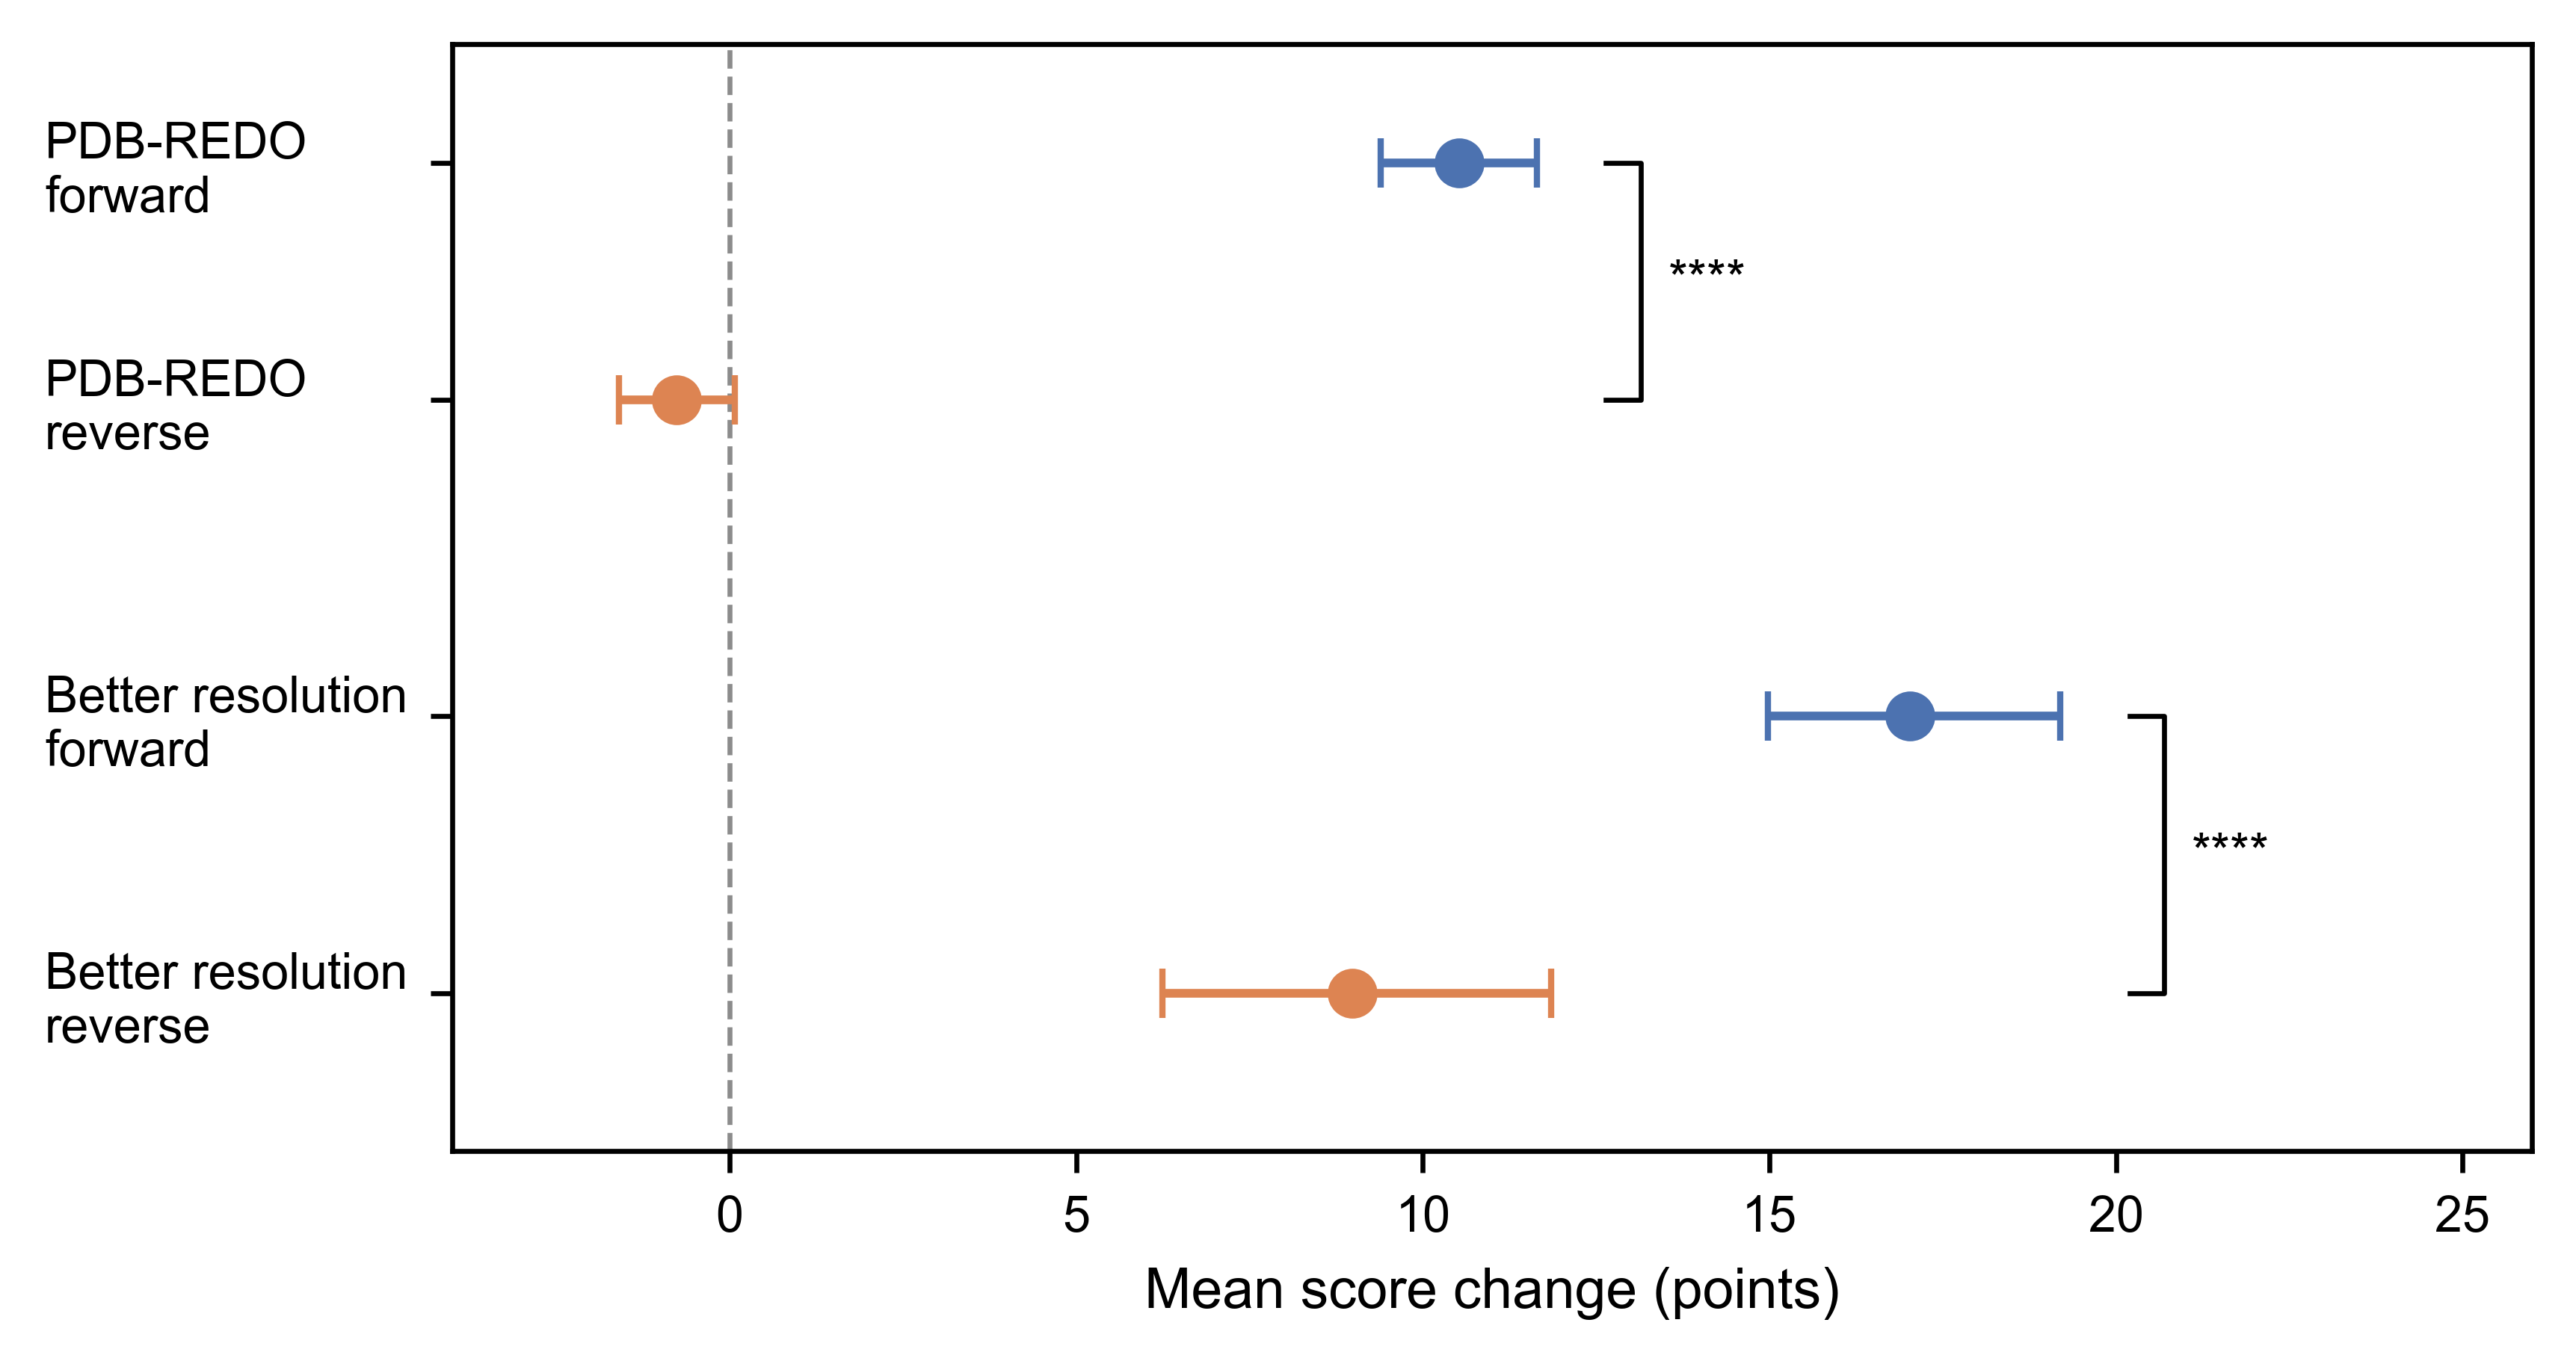 PDB-REDO
forward
****
PDB-REDO
reverse
Better resolution
forward
****
Better resolution
reverse
0 5 10 15 20 25
Mean score change (points)